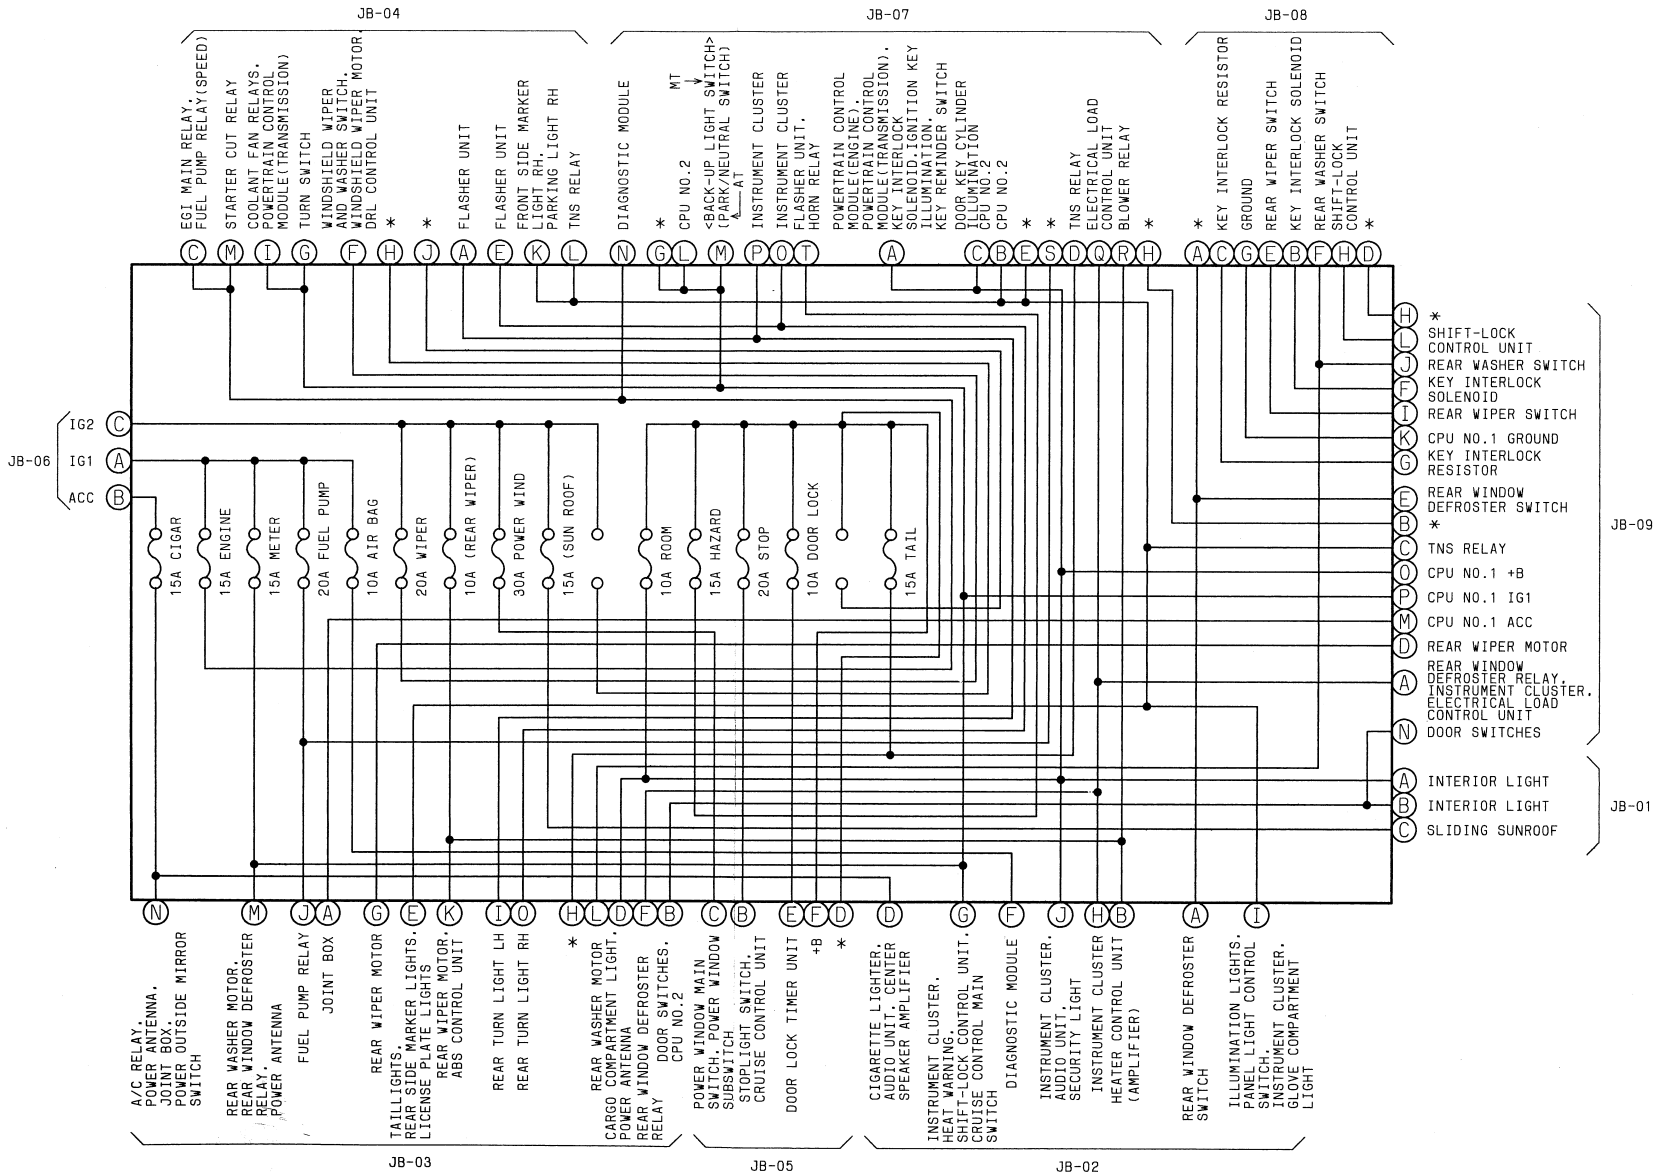 JB-04
JB-07
JB-08
EGI MAIN RELAY.
FUEL PUMP RELAY(SPEED)
STARTER CUT RELAY
COOLANT FAN RELAYS.
POWERTRAIN CONTROL
MODULE(TRANSMISSION)
TURN SWITCH
WINDSHIELD WIPER
AND WASHER SWITCH.
WINDSHIELD WIPER MOTOR.
DRL CONTROL UNIT
*
*
FLASHER UNIT
FLASHER UNIT
FRONT SIDE MARKER
LIGHT RH.
PARKING LIGHT RH
TNS RELAY
DIAGNOSTIC MODULE
*
CPU NO.2
MT
<BACK-UP LIGHT SWITCH>
(PARK/NEUTRAL SWITCH)
AT
INSTRUMENT CLUSTER
INSTRUMENT CLUSTER
FLASHER UNIT.
HORN RELAY
POWERTRAIN CONTROL
MODULE(ENGINE).
POWERTRAIN CONTROL
MODULE(TRANSMISSION).
KEY INTERLOCK
SOLENOID.IGNITION KEY
ILLUMINATION.
KEY REMINDER SWITCH
DOOR KEY CYLINDER
ILLUMINATION
CPU NO.2
CPU NO.2
*
*
TNS RELAY
ELECTRICAL LOAD
CONTROL UNIT
BLOWER RELAY
*
*
KEY INTERLOCK RESISTOR
GROUND
REAR WIPER SWITCH
KEY INTERLOCK SOLENOID
REAR WASHER SWITCH
SHIFT-LOCK
CONTROL UNIT
*
C M I G F H J A E K L N G L M P O T A C B E S D Q R H A C G E B F H D
JB-06
IG2 C
IG1 A
ACC B
15A CIGAR
15A ENGINE
15A METER
20A FUEL PUMP
10A AIR BAG
20A WIPER
10A (REAR WIPER)
30A POWER WIND
15A (SUN ROOF)
10A ROOM
15A HAZARD
20A STOP
10A DOOR LOCK
15A TAIL
H *
L SHIFT-LOCK
CONTROL UNIT
J REAR WASHER SWITCH
F KEY INTERLOCK
SOLENOID
I REAR WIPER SWITCH
K CPU NO.1 GROUND
G KEY INTERLOCK
RESISTOR
E REAR WINDOW
DEFROSTER SWITCH
B *
C TNS RELAY
O CPU NO.1 +B
P CPU NO.1 IG1
M CPU NO.1 ACC
D REAR WIPER MOTOR
A REAR WINDOW
DEFROSTER RELAY.
INSTRUMENT CLUSTER.
ELECTRICAL LOAD
CONTROL UNIT
N DOOR SWITCHES
JB-09
A INTERIOR LIGHT
B INTERIOR LIGHT
C SLIDING SUNROOF
JB-01
N M J A G E K I O H L D F B C B E F D D G F J H B A I
A/C RELAY.
POWER ANTENNA.
JOINT BOX.
POWER OUTSIDE MIRROR
SWITCH
REAR WASHER MOTOR.
REAR WINDOW DEFROSTER
RELAY.
POWER ANTENNA
FUEL PUMP RELAY
JOINT BOX
REAR WIPER MOTOR
TAILLIGHTS.
REAR SIDE MARKER LIGHTS.
LICENSE PLATE LIGHTS
REAR WIPER MOTOR.
ABS CONTROL UNIT
REAR TURN LIGHT LH
REAR TURN LIGHT RH
*
REAR WASHER MOTOR
CARGO COMPARTMENT LIGHT.
POWER ANTENNA
REAR WINDOW DEFROSTER
RELAY
DOOR SWITCHES.
CPU NO.2
POWER WINDOW MAIN
SWITCH.POWER WINDOW
SUBSWITCH
STOPLIGHT SWITCH.
CRUISE CONTROL UNIT
DOOR LOCK TIMER UNIT
+B
*
CIGARETTE LIGHTER.
AUDIO UNIT.CENTER
SPEAKER AMPLIFIER
INSTRUMENT CLUSTER.
HEAT WARNING.
SHIFT-LOCK CONTROL UNIT.
CRUISE CONTROL MAIN
SWITCH
DIAGNOSTIC MODULE
INSTRUMENT CLUSTER.
AUDIO UNIT.
SECURITY LIGHT
INSTRUMENT CLUSTER
HEATER CONTROL UNIT
(AMPLIFIER)
REAR WINDOW DEFROSTER
SWITCH
ILLUMINATION LIGHTS.
PANEL LIGHT CONTROL
SWITCH.
INSTRUMENT CLUSTER.
GLOVE COMPARTMENT
LIGHT
JB-03
JB-05
JB-02